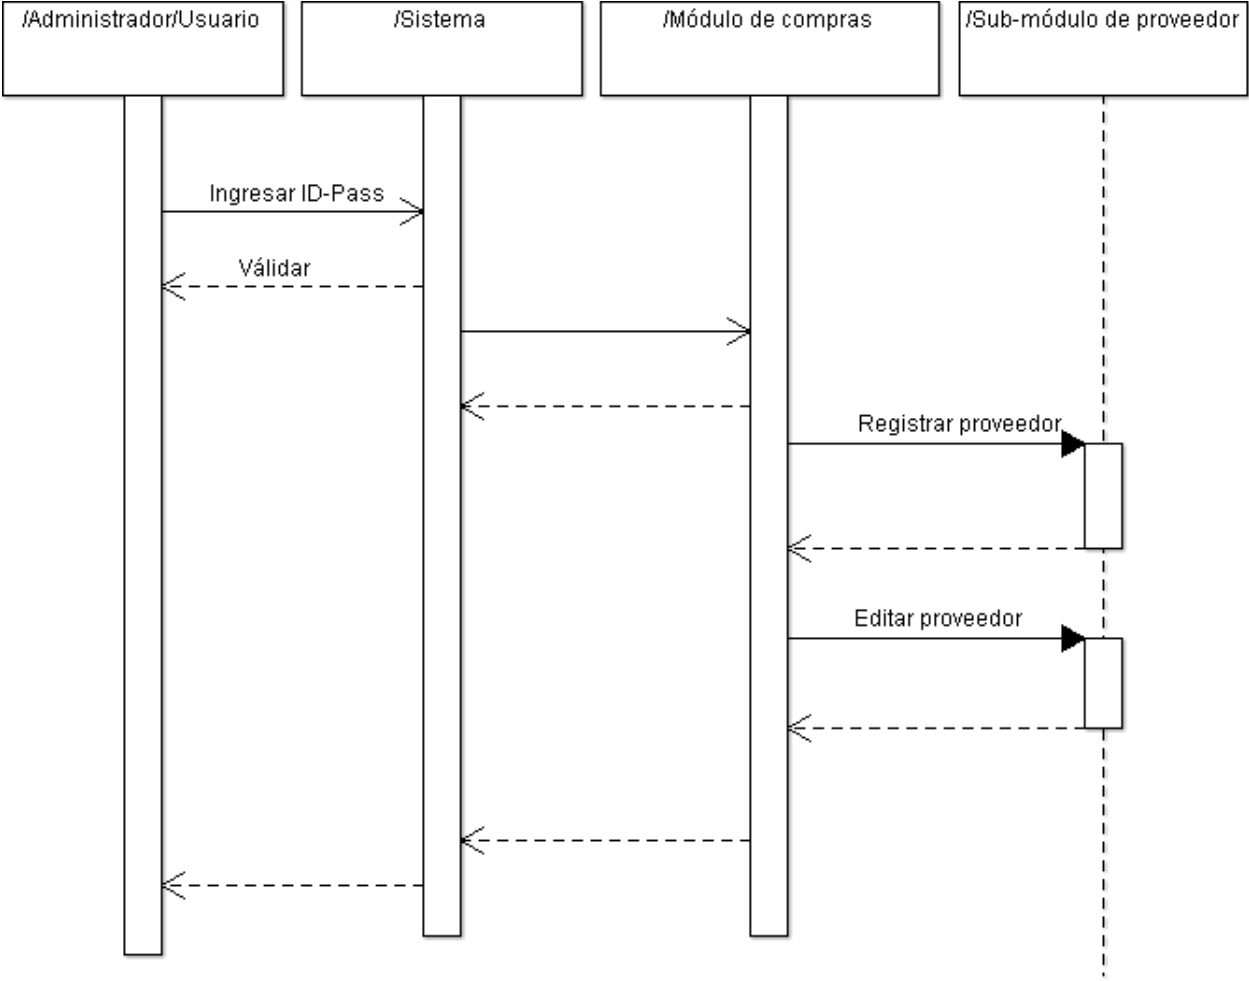 /Administrador/Usuario
/Sistema
/Módulo de compras
/Sub-módulo de proveedor
Ingresar ID-Pass
Válidar
Registrar proveedor
Editar proveedor